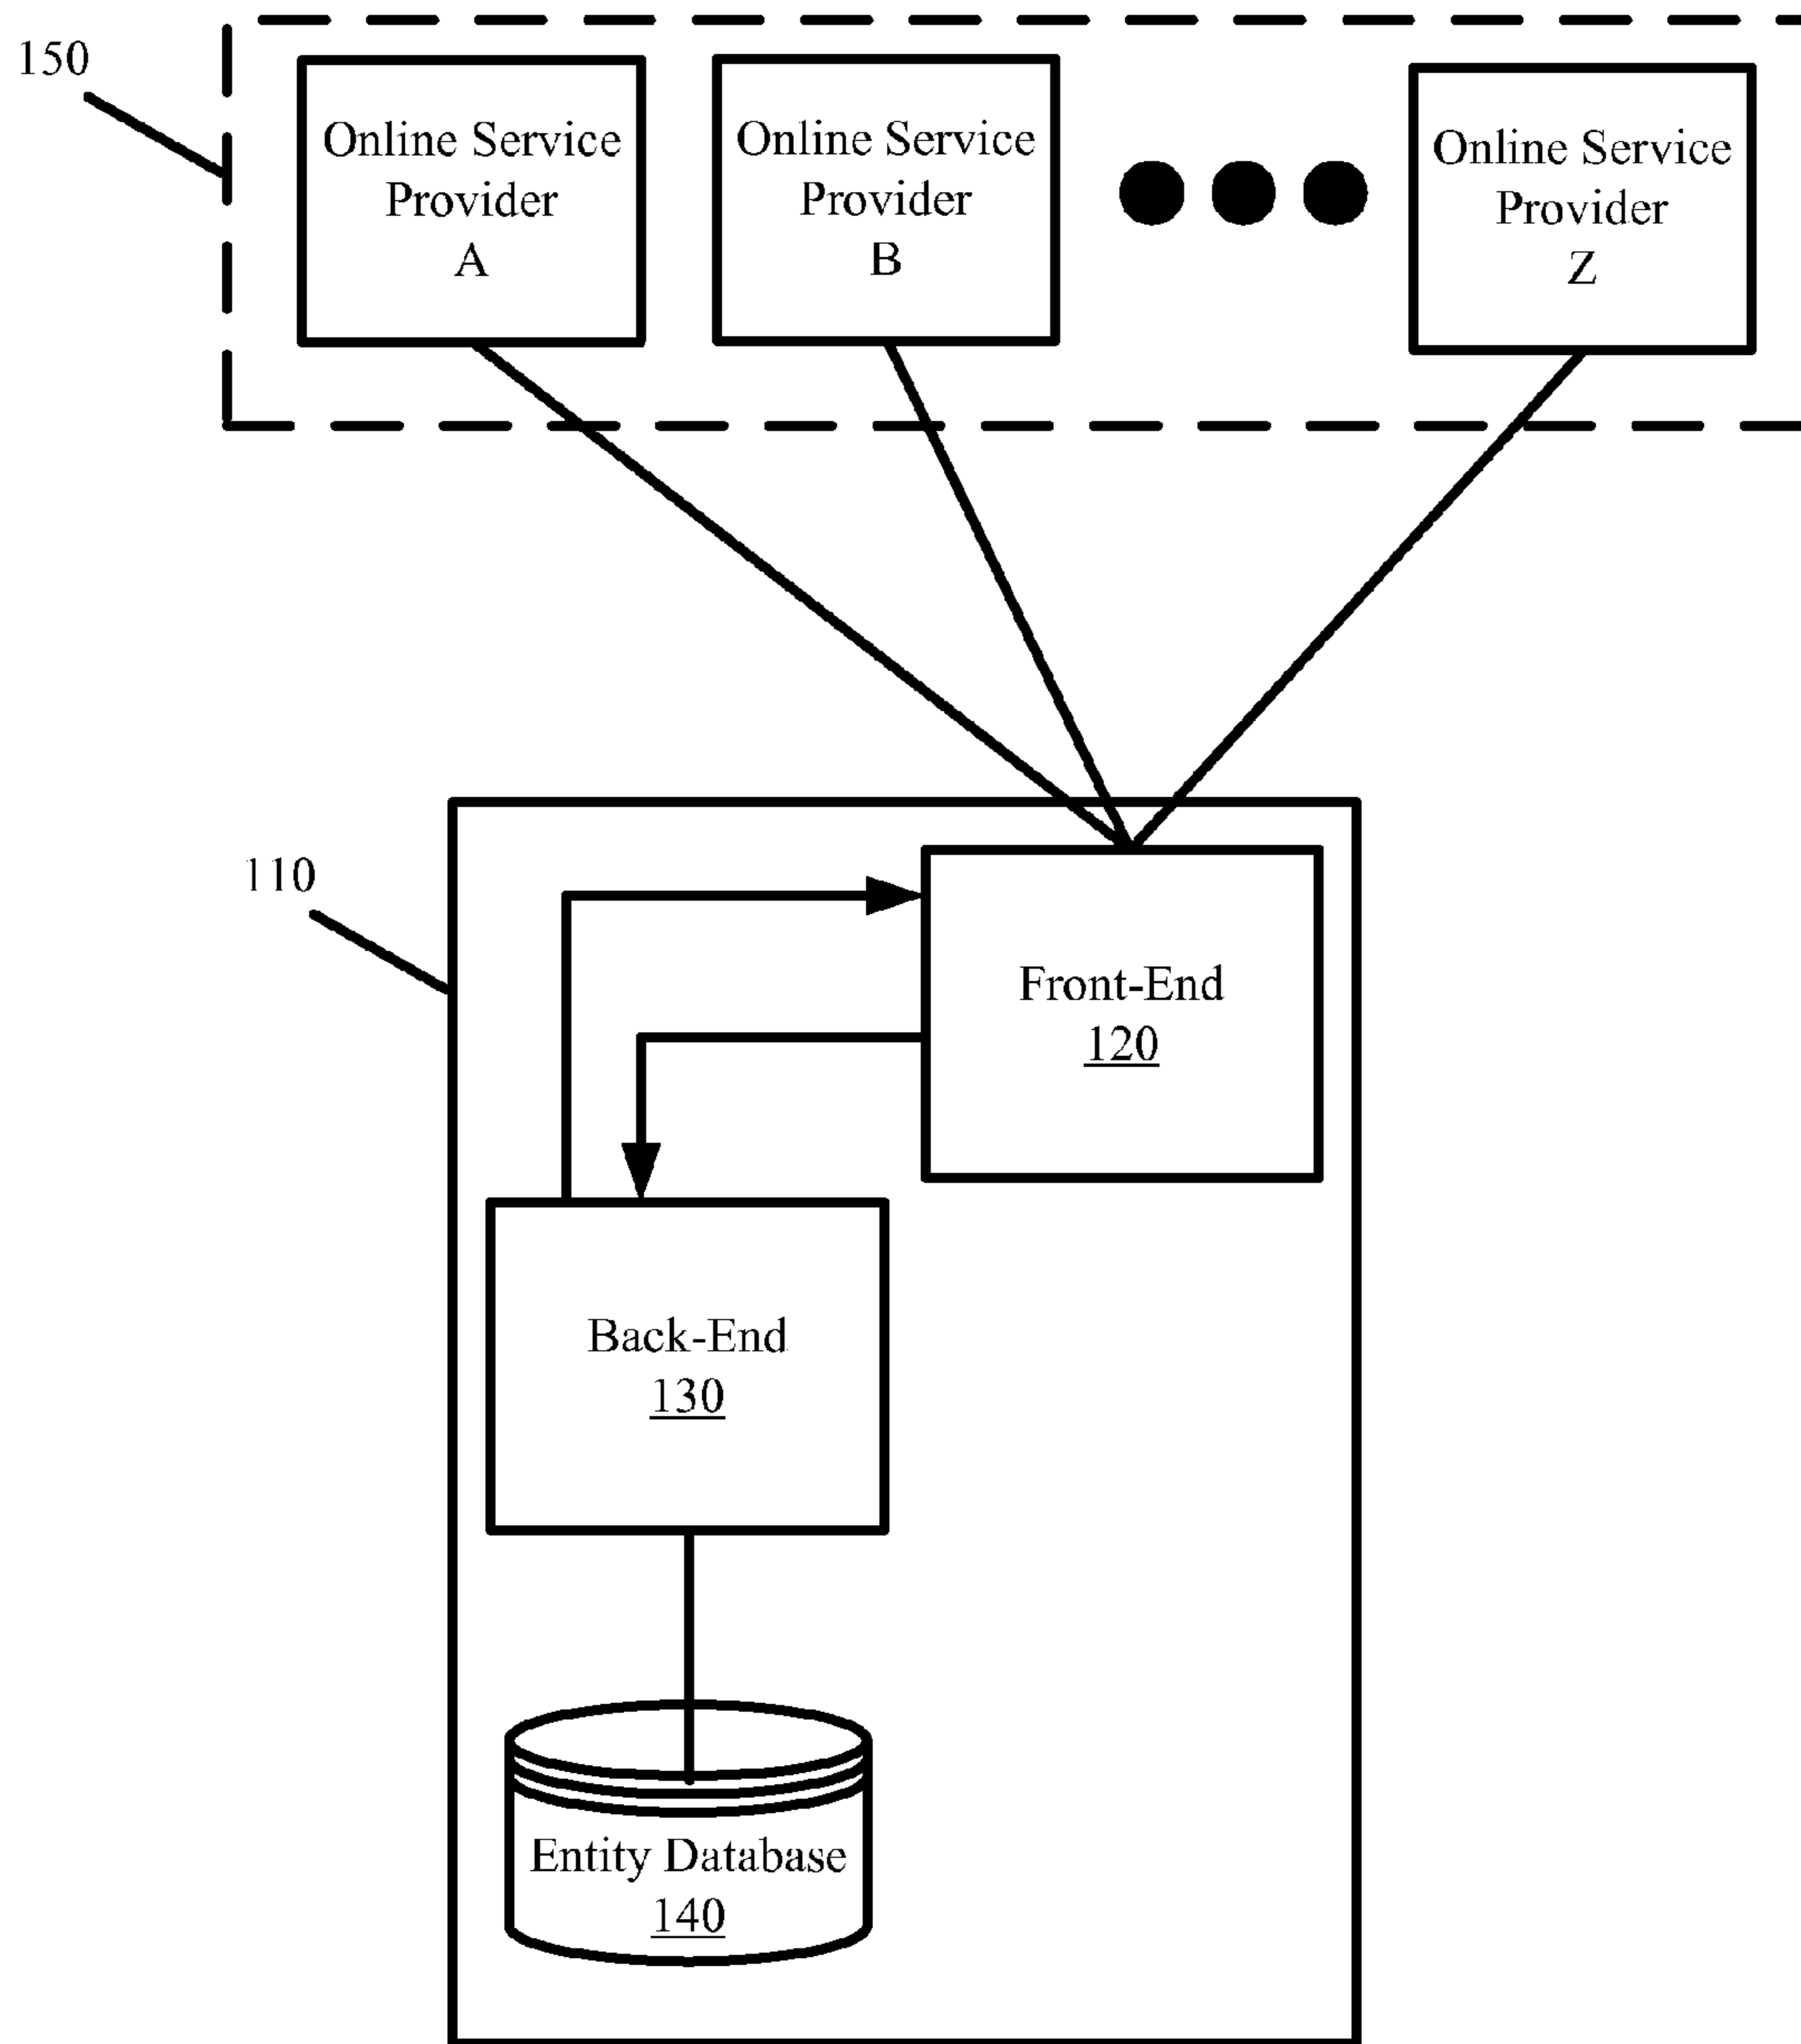 150
Online Service
Provider
A
Online Service
Provider
B
Online Service
Provider
Z
110
Front-End
120
Back-End
130
Entity Database
140